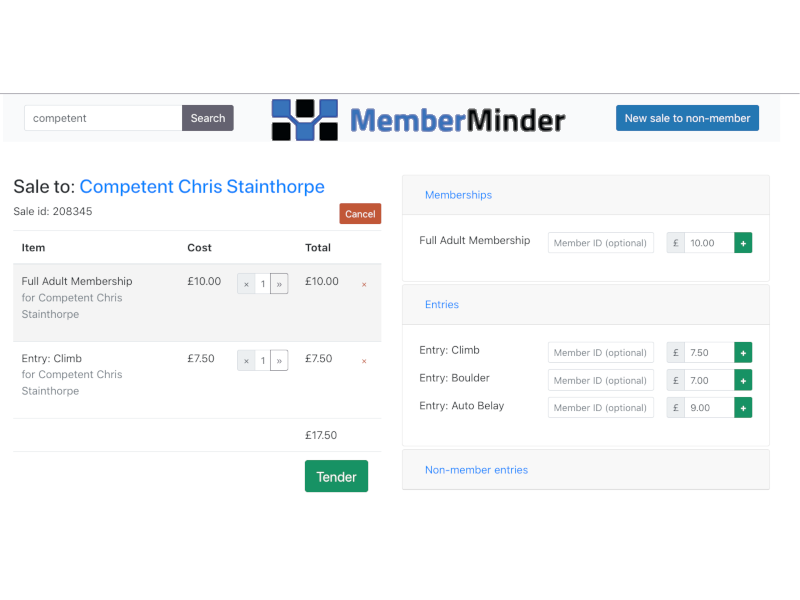 competent
Search
MemberMinder
New sale to non-member
Sale to: Competent Chris Stainthorpe
Sale id: 208345
Cancel
Item Cost Total
Full Adult Membership £10.00 × 1 » £10.00 ×
for Competent Chris
Stainthorpe
Entry: Climb £7.50 × 1 » £7.50 ×
for Competent Chris
Stainthorpe
£17.50
Tender
Memberships
Full Adult Membership Member ID (optional) £ 10.00 +
Entries
Entry: Climb Member ID (optional) £ 7.50 +
Entry: Boulder Member ID (optional) £ 7.00 +
Entry: Auto Belay Member ID (optional) £ 9.00 +
Non-member entries